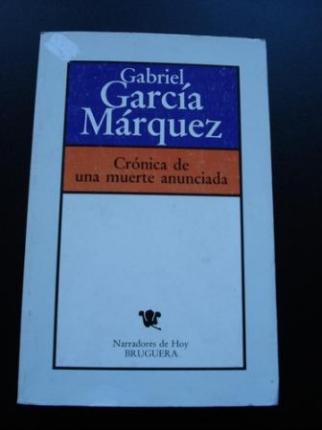 Gabriel
García
Márquez
Crónica de
una muerte anunciada
Narradores de Hoy
BRUGUERA